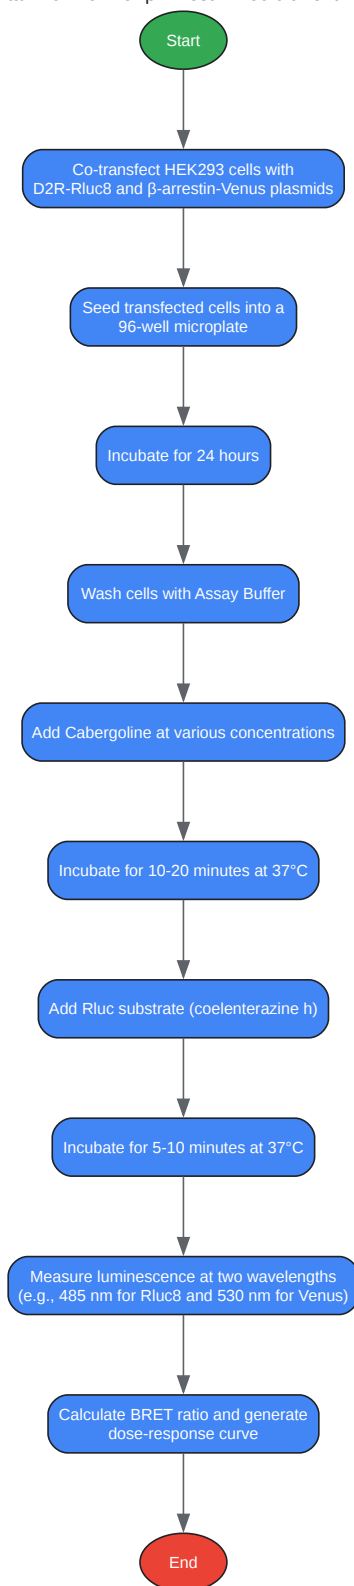 Start
Co-transfect HEK293 cells with
D2R-Rluc8 and β-arrestin-Venus plasmids
Seed transfected cells into a
96-well microplate
Incubate for 24 hours
Wash cells with Assay Buffer
Add Cabergoline at various concentrations
Incubate for 10-20 minutes at 37°C
Add Rluc substrate (coelenterazine h)
Incubate for 5-10 minutes at 37°C
Measure luminescence at two wavelengths
(e.g., 485 nm for Rluc8 and 530 nm for Venus)
Calculate BRET ratio and generate
dose-response curve
End